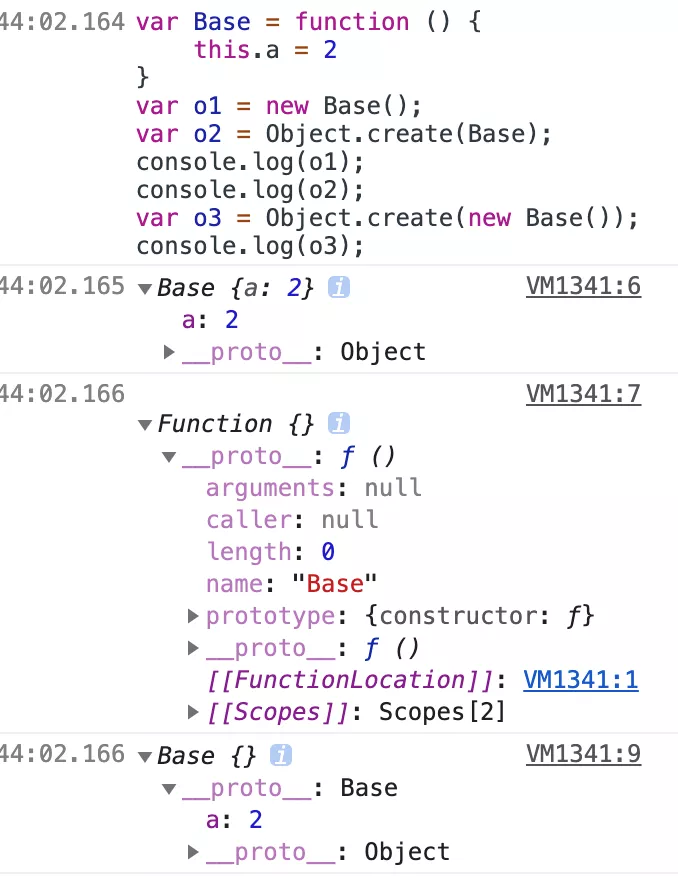 44:02.164 var Base = function () {
this.a = 2
}
var o1 = new Base();
var o2 = Object.create(Base);
console.log(o1);
console.log(o2);
var o3 = Object.create(new Base());
console.log(o3);
44:02.165 ▼Base {a: 2} i VM1341:6
a: 2
▶__proto__: Object
44:02.166 VM1341:7
▼Function {} i
▼__proto__: ƒ ()
arguments: null
caller: null
length: 0
name: "Base"
▶prototype: {constructor: ƒ}
▶__proto__: ƒ ()
[[FunctionLocation]]: VM1341:1
▶[[Scopes]]: Scopes[2]
44:02.166 ▼Base {} i VM1341:9
▼__proto__: Base
a: 2
▶__proto__: Object